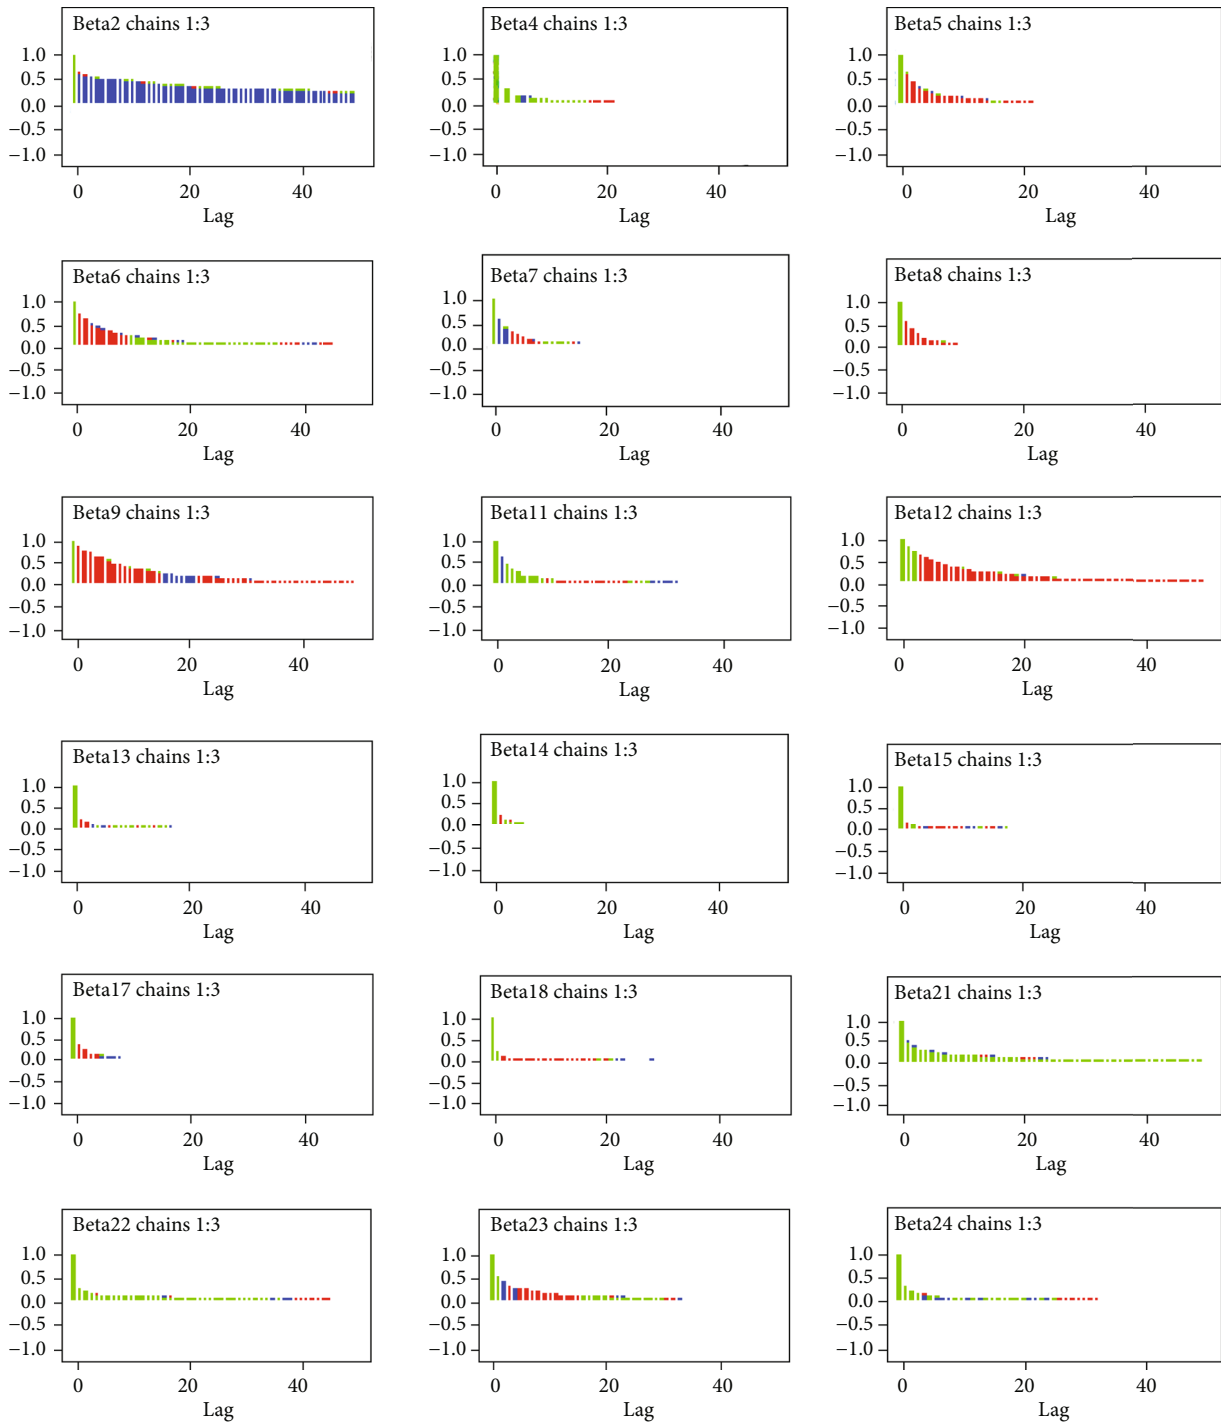 Beta2 chains 1:3
1.0
0.5
0.0
−0.5
−1.0
0 20 40
Lag
Beta4 chains 1:3
1.0
0.5
0.0
−0.5
−1.0
0 20 40
Lag
Beta5 chains 1:3
1.0
0.5
0.0
−0.5
−1.0
0 20 40
Lag
Beta6 chains 1:3
1.0
0.5
0.0
−0.5
−1.0
0 20 40
Lag
Beta7 chains 1:3
1.0
0.5
0.0
−0.5
−1.0
0 20 40
Lag
Beta8 chains 1:3
1.0
0.5
0.0
−0.5
−1.0
0 20 40
Lag
Beta9 chains 1:3
1.0
0.5
0.0
−0.5
−1.0
0 20 40
Lag
Beta11 chains 1:3
1.0
0.5
0.0
−0.5
−1.0
0 20 40
Lag
Beta12 chains 1:3
1.0
0.5
0.0
−0.5
−1.0
0 20 40
Lag
Beta13 chains 1:3
1.0
0.5
0.0
−0.5
−1.0
0 20 40
Lag
Beta14 chains 1:3
1.0
0.5
0.0
−0.5
−1.0
0 20 40
Lag
Beta15 chains 1:3
1.0
0.5
0.0
−0.5
−1.0
0 20 40
Lag
Beta17 chains 1:3
1.0
0.5
0.0
−0.5
−1.0
0 20 40
Lag
Beta18 chains 1:3
1.0
0.5
0.0
−0.5
−1.0
0 20 40
Lag
Beta21 chains 1:3
1.0
0.5
0.0
−0.5
−1.0
0 20 40
Lag
Beta22 chains 1:3
1.0
0.5
0.0
−0.5
−1.0
0 20 40
Lag
Beta23 chains 1:3
1.0
0.5
0.0
−0.5
−1.0
0 20 40
Lag
Beta24 chains 1:3
1.0
0.5
0.0
−0.5
−1.0
0 20 40
Lag